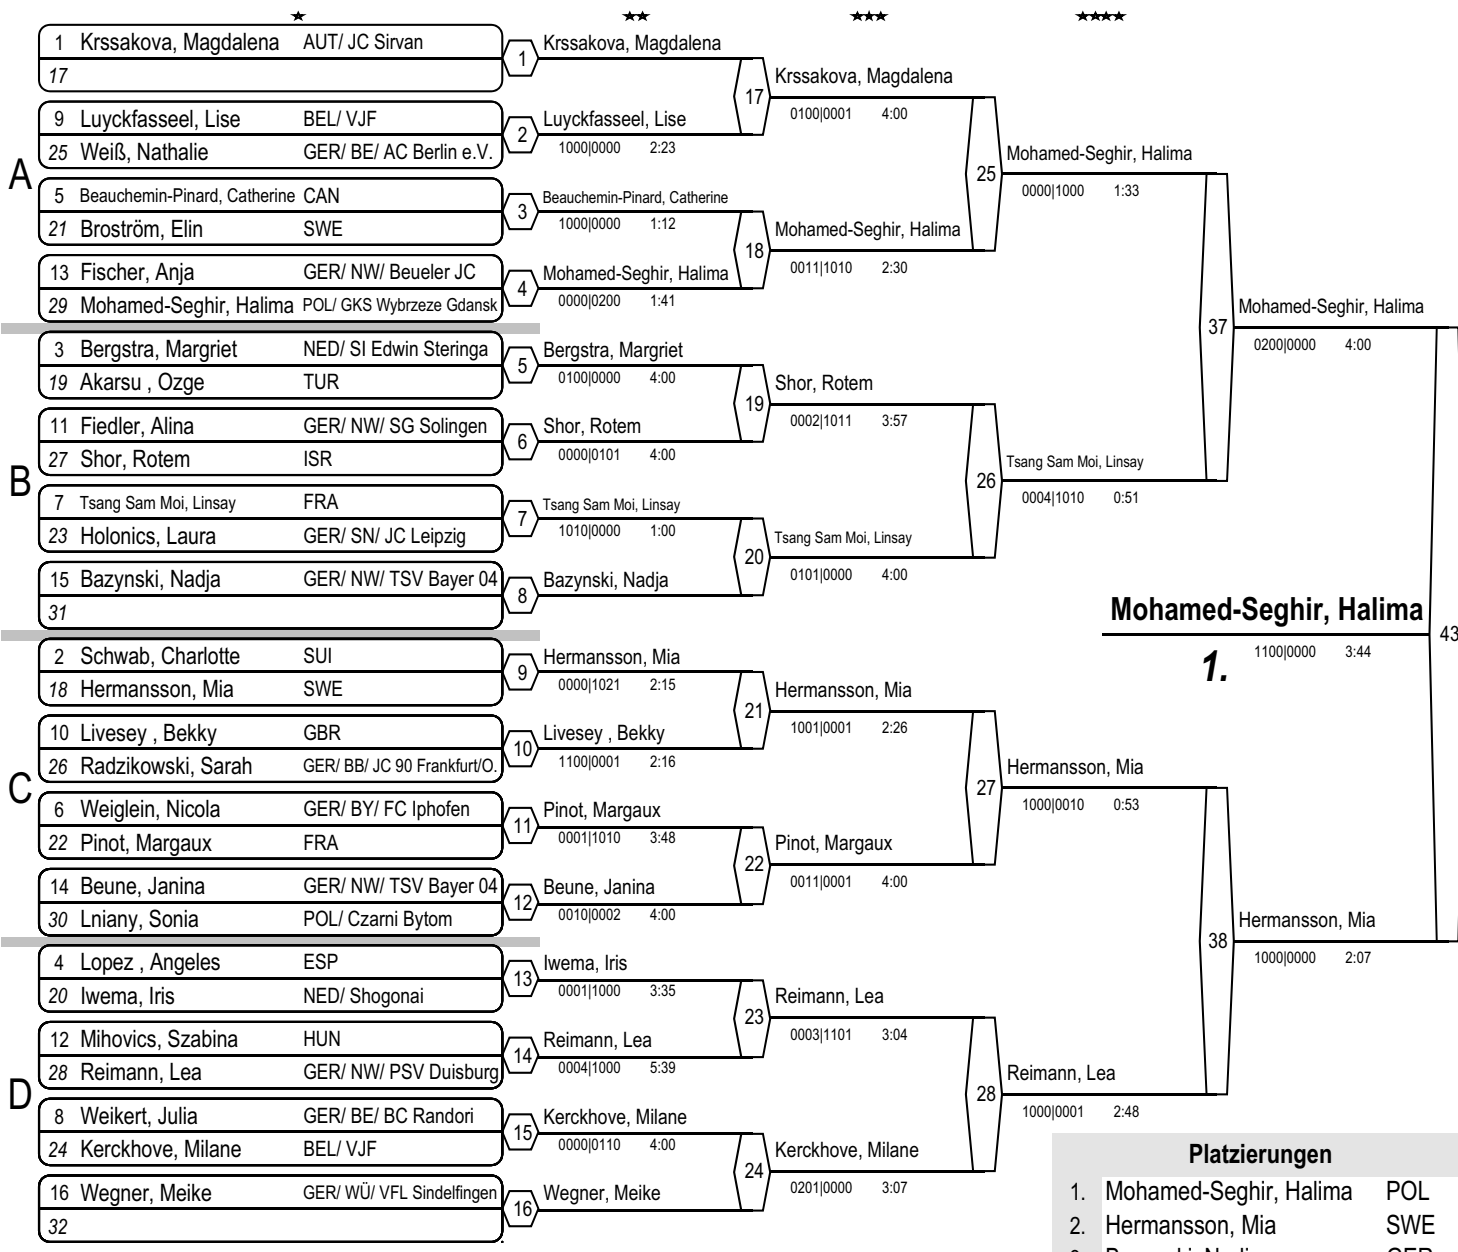 ★ ★★ ★★★ ★★★★
1 Krssakova, Magdalena AUT/ JC Sirvan
17
1 Krssakova, Magdalena
9 Luyckfasseel, Lise BEL/ VJF
25 Weiß, Nathalie GER/ BE/ AC Berlin e.V.
2 Luyckfasseel, Lise
1000|0000 2:23
17 Krssakova, Magdalena
0100|0001 4:00
A
5 Beauchemin-Pinard, Catherine CAN
21 Broström, Elin SWE
3 Beauchemin-Pinard, Catherine
1000|0000 1:12
13 Fischer, Anja GER/ NW/ Beueler JC
29 Mohamed-Seghir, Halima POL/ GKS Wybrzeze Gdansk
4 Mohamed-Seghir, Halima
0000|0200 1:41
18 Mohamed-Seghir, Halima
0011|1010 2:30
25 Mohamed-Seghir, Halima
0000|1000 1:33
3 Bergstra, Margriet NED/ SI Edwin Steringa
19 Akarsu , Ozge TUR
5 Bergstra, Margriet
0100|0000 4:00
11 Fiedler, Alina GER/ NW/ SG Solingen
27 Shor, Rotem ISR
6 Shor, Rotem
0000|0101 4:00
19 Shor, Rotem
0002|1011 3:57
B
7 Tsang Sam Moi, Linsay FRA
23 Holonics, Laura GER/ SN/ JC Leipzig
7 Tsang Sam Moi, Linsay
1010|0000 1:00
15 Bazynski, Nadja GER/ NW/ TSV Bayer 04
31
8 Bazynski, Nadja
20 Tsang Sam Moi, Linsay
0101|0000 4:00
26 Tsang Sam Moi, Linsay
0004|1010 0:51
37 Mohamed-Seghir, Halima
0200|0000 4:00
2 Schwab, Charlotte SUI
18 Hermansson, Mia SWE
9 Hermansson, Mia
0000|1021 2:15
10 Livesey , Bekky GBR
26 Radzikowski, Sarah GER/ BB/ JC 90 Frankfurt/O.
10 Livesey , Bekky
1100|0001 2:16
21 Hermansson, Mia
1001|0001 2:26
C
6 Weiglein, Nicola GER/ BY/ FC Iphofen
22 Pinot, Margaux FRA
11 Pinot, Margaux
0001|1010 3:48
14 Beune, Janina GER/ NW/ TSV Bayer 04
30 Lniany, Sonia POL/ Czarni Bytom
12 Beune, Janina
0010|0002 4:00
22 Pinot, Margaux
0011|0001 4:00
27 Hermansson, Mia
1000|0010 0:53
4 Lopez , Angeles ESP
20 Iwema, Iris NED/ Shogonai
13 Iwema, Iris
0001|1000 3:35
12 Mihovics, Szabina HUN
28 Reimann, Lea GER/ NW/ PSV Duisburg
14 Reimann, Lea
0004|1000 5:39
23 Reimann, Lea
0003|1101 3:04
D
8 Weikert, Julia GER/ BE/ BC Randori
24 Kerckhove, Milane BEL/ VJF
15 Kerckhove, Milane
0000|0110 4:00
16 Wegner, Meike GER/ WÜ/ VFL Sindelfingen
32
16 Wegner, Meike
24 Kerckhove, Milane
0201|0000 3:07
28 Reimann, Lea
1000|0001 2:48
38 Hermansson, Mia
1000|0000 2:07
Mohamed-Seghir, Halima 43
1. 1100|0000 3:44
Platzierungen
1. Mohamed-Seghir, Halima POL
2. Hermansson, Mia SWE